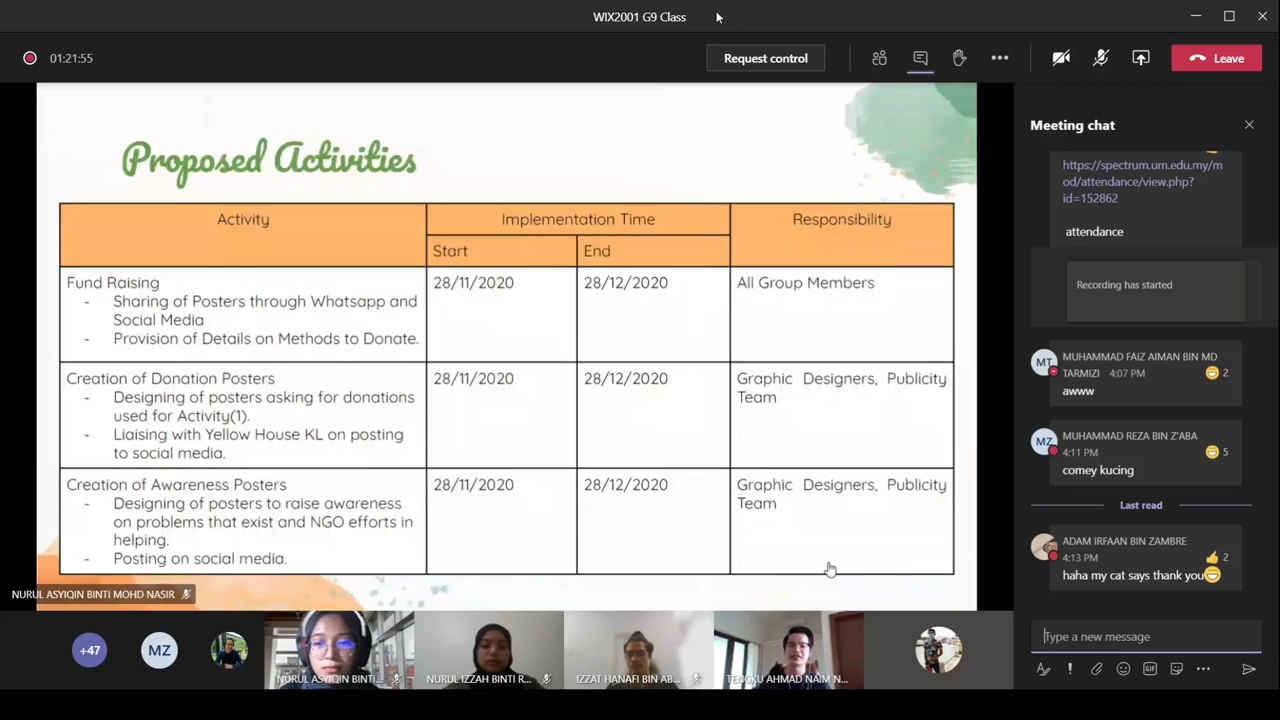 WIX2001 G9 Class
01:21:55
Request control
Leave
Proposed Activities
Activity
Implementation Time
Responsibility
Start
End
Fund Raising
- Sharing of Posters through Whatsapp and
Social Media
- Provision of Details on Methods to Donate.
28/11/2020
28/12/2020
All Group Members
Creation of Donation Posters
- Designing of posters asking for donations
used for Activity(1).
- Liaising with Yellow House KL on posting
to social media.
28/11/2020
28/12/2020
Graphic Designers, Publicity
Team
Creation of Awareness Posters
- Designing of posters to raise awareness
on problems that exist and NGO efforts in
helping.
- Posting on social media.
28/11/2020
28/12/2020
Graphic Designers, Publicity
Team
NURUL ASYIQIN BINTI MOHD NASIR
+47
MZ
NURUL ASYIQIN BINTI...
NURUL IZZAH BINTI R...
IZZAT HANAFI BIN AB...
TENGKU AHMAD NAIM N...
Meeting chat
https://spectrum.um.edu.my/m
od/attendance/view.php?
id=152862
attendance
Recording has started
MT
MUHAMMAD FAIZ AIMAN BIN MD
TARMIZI 4:07 PM
2
awww
MZ
MUHAMMAD REZA BIN Z'ABA
4:11 PM
5
comey kucing
Last read
ADAM IRFAAN BIN ZAMBRE
4:13 PM
2
haha my cat says thank you😁
Type a new message
GIF